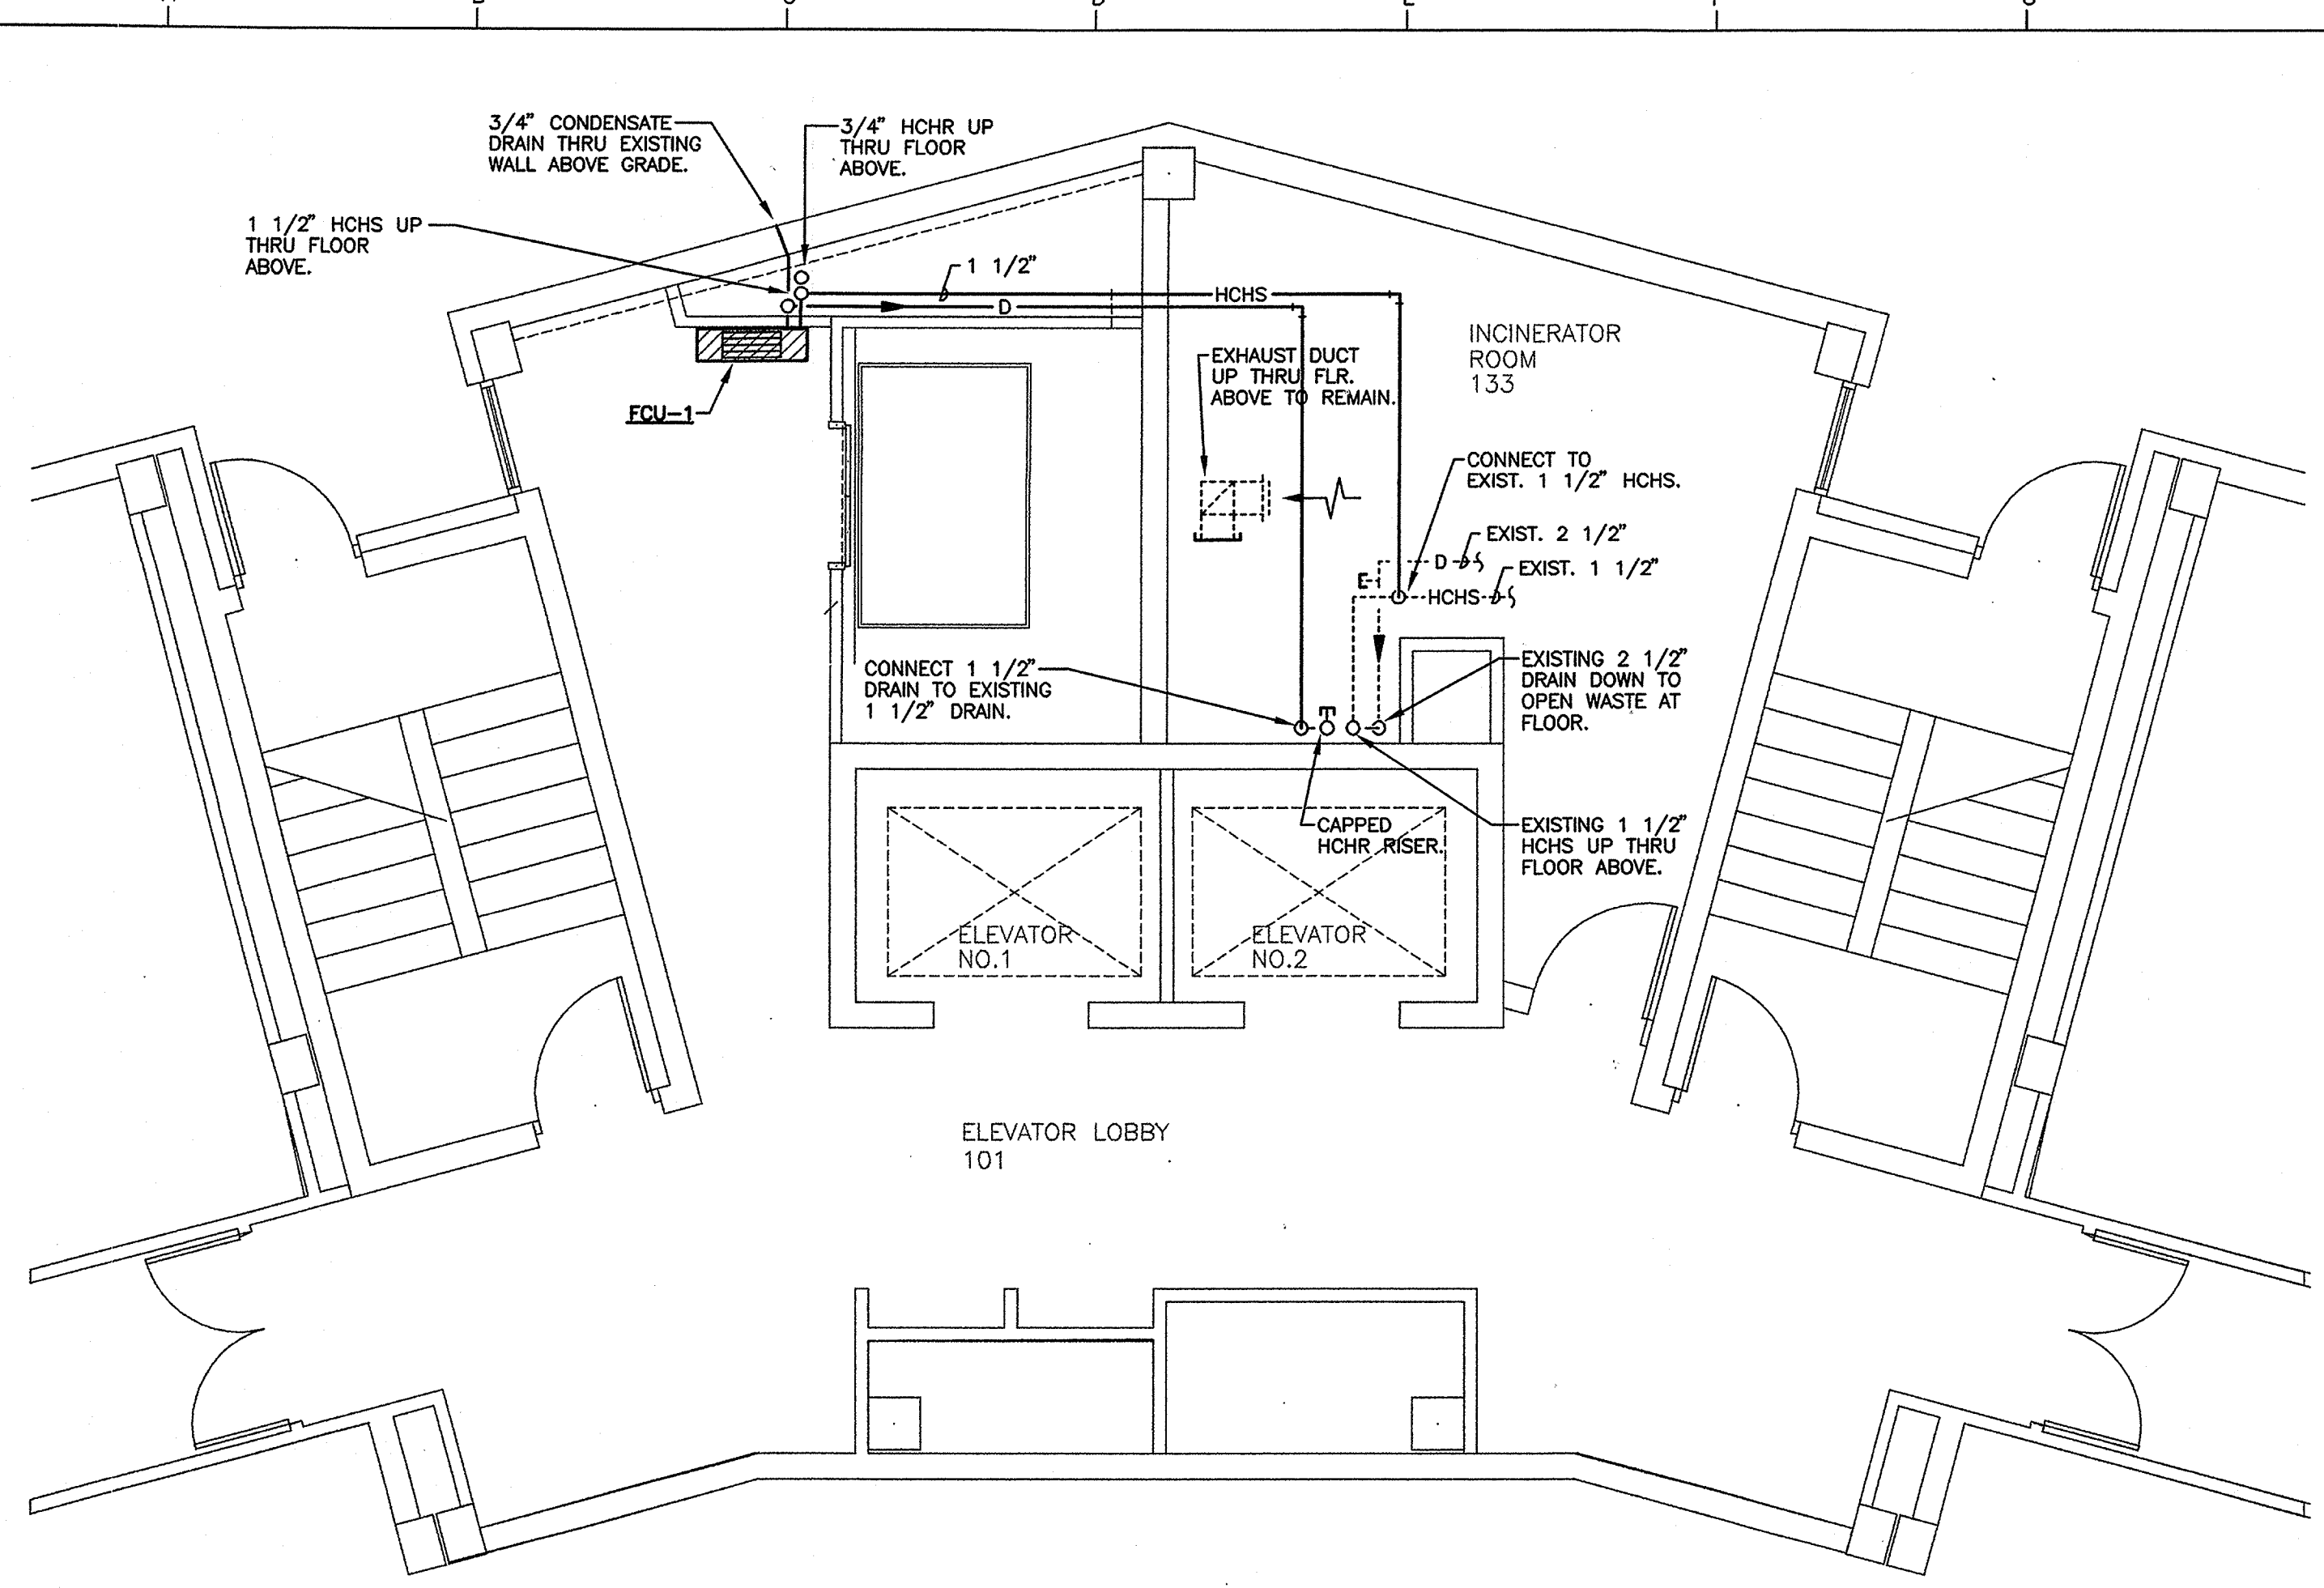 3/4" CONDENSATE
DRAIN THRU EXISTING
WALL ABOVE GRADE.
3/4" HCHR UP
THRU FLOOR
ABOVE.
1 1/2" HCHS UP
THRU FLOOR
ABOVE.
1 1/2"
HCHS
D
INCINERATOR
ROOM
133
EXHAUST DUCT
UP THRU FLR.
ABOVE TO REMAIN.
FCU-1
CONNECT TO
EXIST. 1 1/2" HCHS.
EXIST. 2 1/2"
D
EXIST. 1 1/2"
HCHS
CONNECT 1 1/2"
DRAIN TO EXISTING
1 1/2" DRAIN.
EXISTING 2 1/2"
DRAIN DOWN TO
OPEN WASTE AT
FLOOR.
CAPPED
HCHR RISER.
EXISTING 1 1/2"
HCHS UP THRU
FLOOR ABOVE.
ELEVATOR
NO.1
ELEVATOR
NO.2
ELEVATOR LOBBY
101